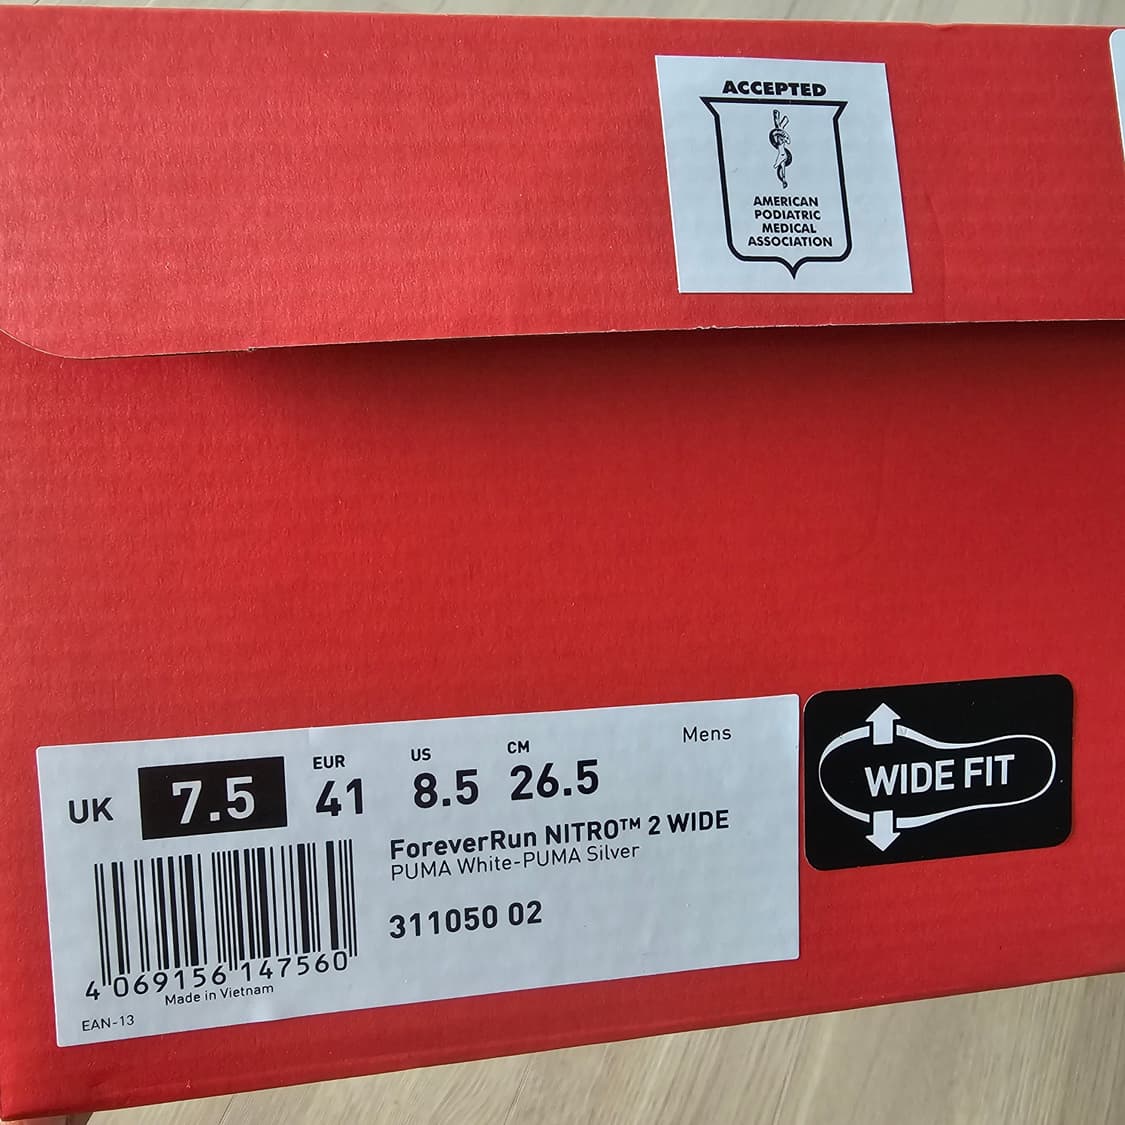 ACCEPTED
AMERICAN
PODIATRIC
MEDICAL
ASSOCIATION
UK 7.5 EUR 41 US 8.5 CM 26.5 Mens
ForeverRun NITRO™ 2 WIDE
PUMA White-PUMA Silver
311050 02
4 069156 147560
Made in Vietnam
EAN-13
WIDE FIT